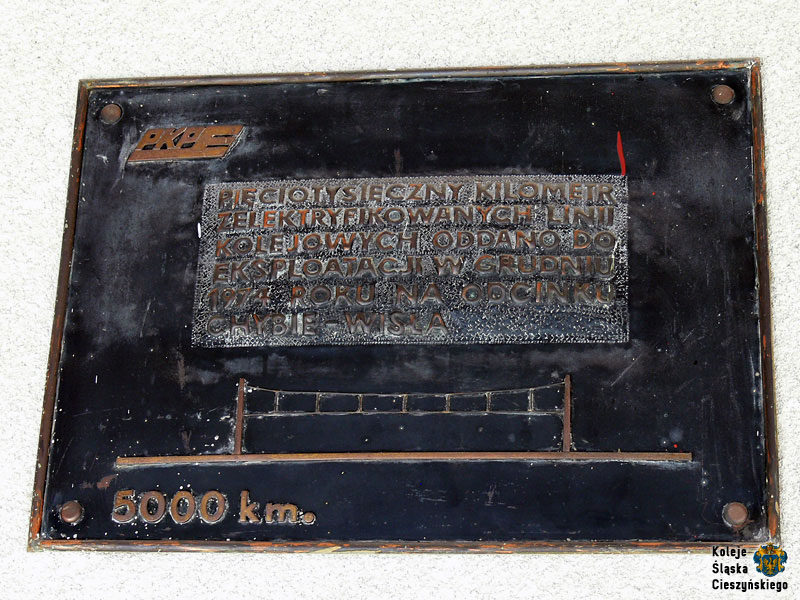 PKPE
PIĘCIOTYSIĘCZNY KILOMETR
ZELEKTRYFIKOWANYCH LINII
KOLEJOWYCH ODDANO DO
EKSPLOATACJI W GRUDNIU
1974 ROKU NA ODCINKU
CHYBIE-WISŁA
5000 km.
Koleje
Śląska
Cieszyńskiego